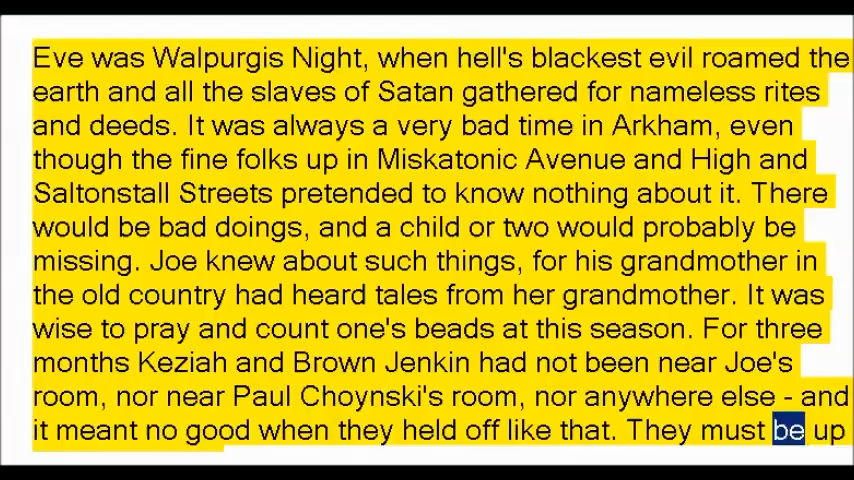 Eve was Walpurgis Night, when hell's blackest evil roamed the
earth and all the slaves of Satan gathered for nameless rites
and deeds. It was always a very bad time in Arkham, even
though the fine folks up in Miskatonic Avenue and High and
Saltonstall Streets pretended to know nothing about it. There
would be bad doings, and a child or two would probably be
missing. Joe knew about such things, for his grandmother in
the old country had heard tales from her grandmother. It was
wise to pray and count one's beads at this season. For three
months Keziah and Brown Jenkin had not been near Joe's
room, nor near Paul Choynski's room, nor anywhere else - and
it meant no good when they held off like that. They must be up